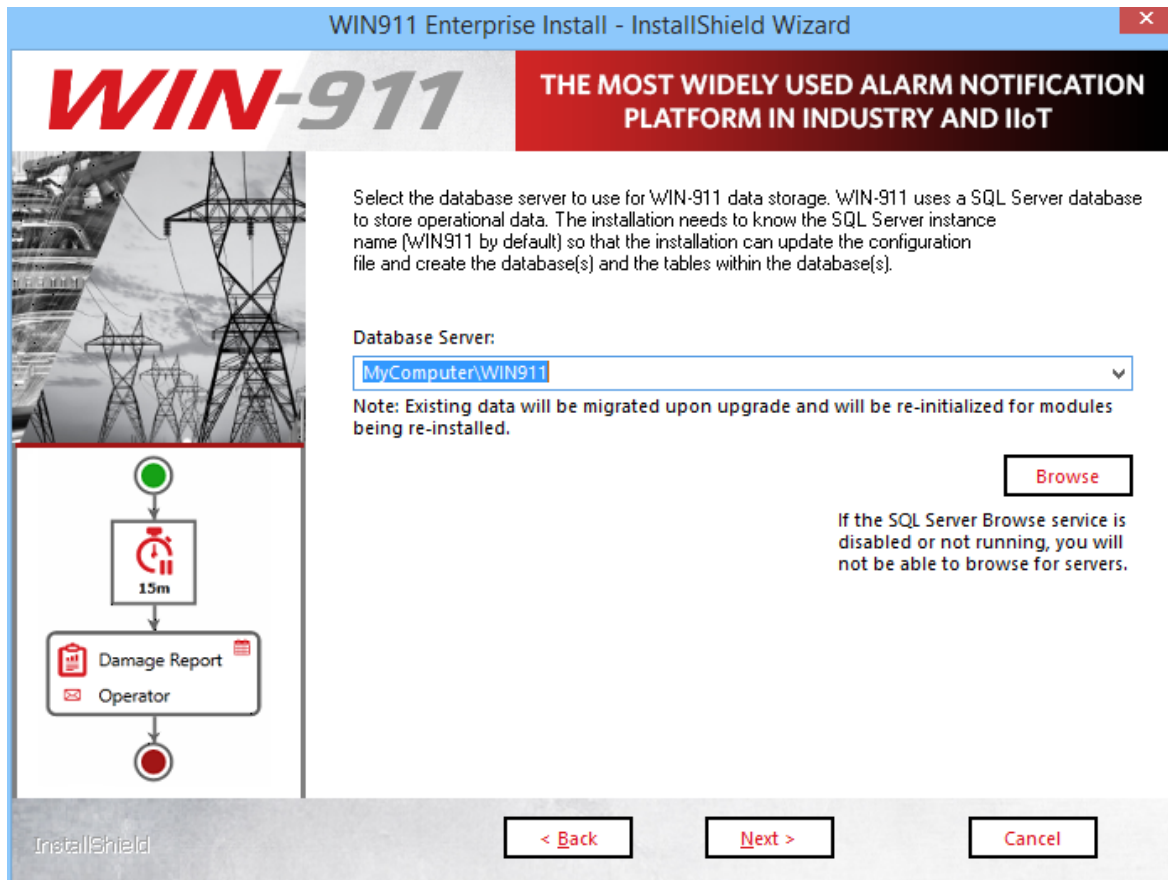 WIN911 Enterprise Install - InstallShield Wizard
WIN-911
THE MOST WIDELY USED ALARM NOTIFICATION
PLATFORM IN INDUSTRY AND IIoT
Select the database server to use for WIN-911 data storage. WIN-911 uses a SQL Server database
to store operational data. The installation needs to know the SQL Server instance
name (WIN911 by default) so that the installation can update the configuration
file and create the database(s) and the tables within the database(s).
Database Server:
MyComputer\WIN911
Note: Existing data will be migrated upon upgrade and will be re-initialized for modules
being re-installed.
Browse
If the SQL Server Browse service is
disabled or not running, you will
not be able to browse for servers.
15m
Damage Report
Operator
InstallShield
< Back
Next >
Cancel